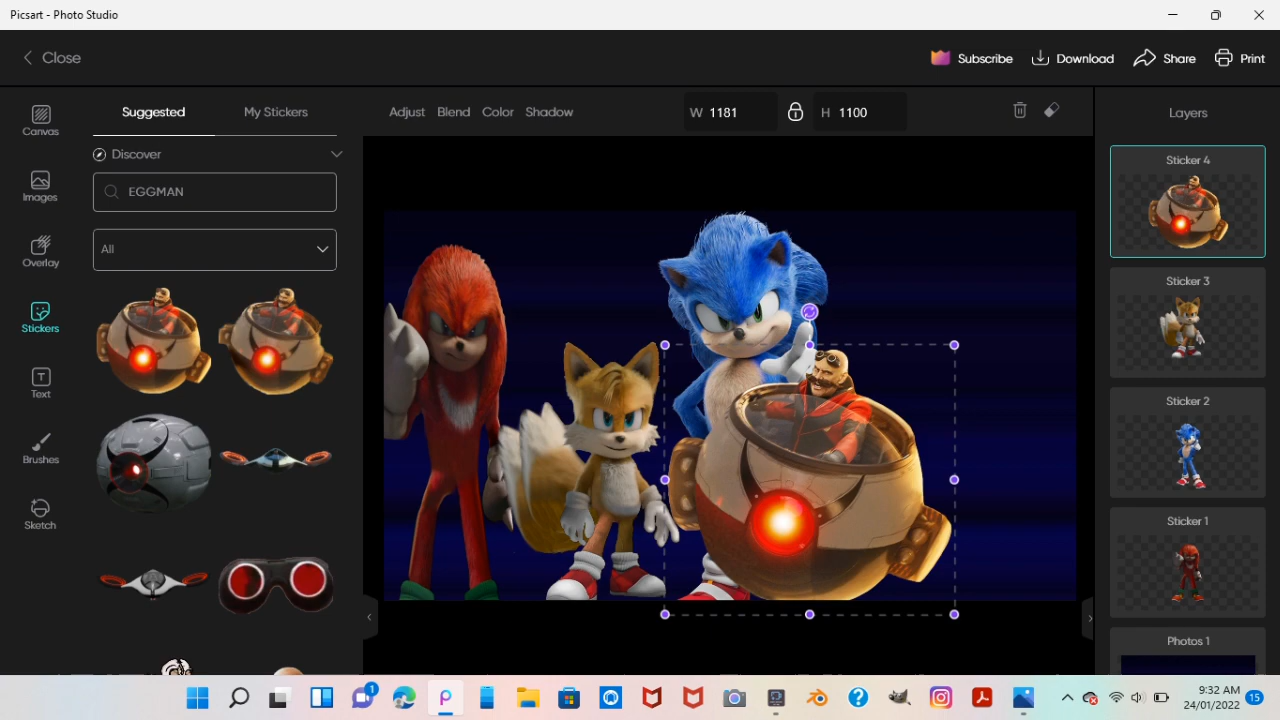 Picsart - Photo Studio
Close
Subscribe
Download
Share
Print
Canvas
Images
Overlay
Stickers
Text
Brushes
Sketch
Suggested
My Stickers
Discover
EGGMAN
All
Adjust
Blend
Color
Shadow
W 1181
H 1100
Layers
Sticker 4
Sticker 3
Sticker 2
Sticker 1
Photos 1
1
9:32 AM
24/01/2022
15